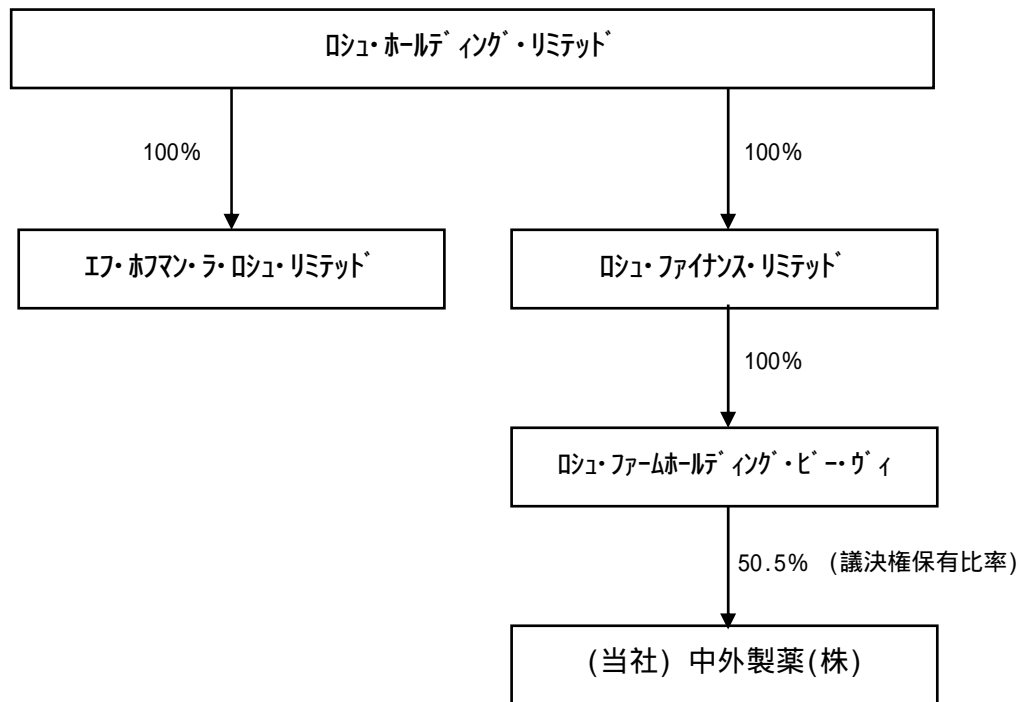 ロシュ・ホールディング・リミテッド
100%
100%
エフ・ホフマン・ラ・ロシュ・リミテッド
ロシュ・ファイナンス・リミテッド
100%
ロシュ・ファームホールディング・ビー・ヴィ
50.5% (議決権保有比率)
(当社) 中外製薬(株)